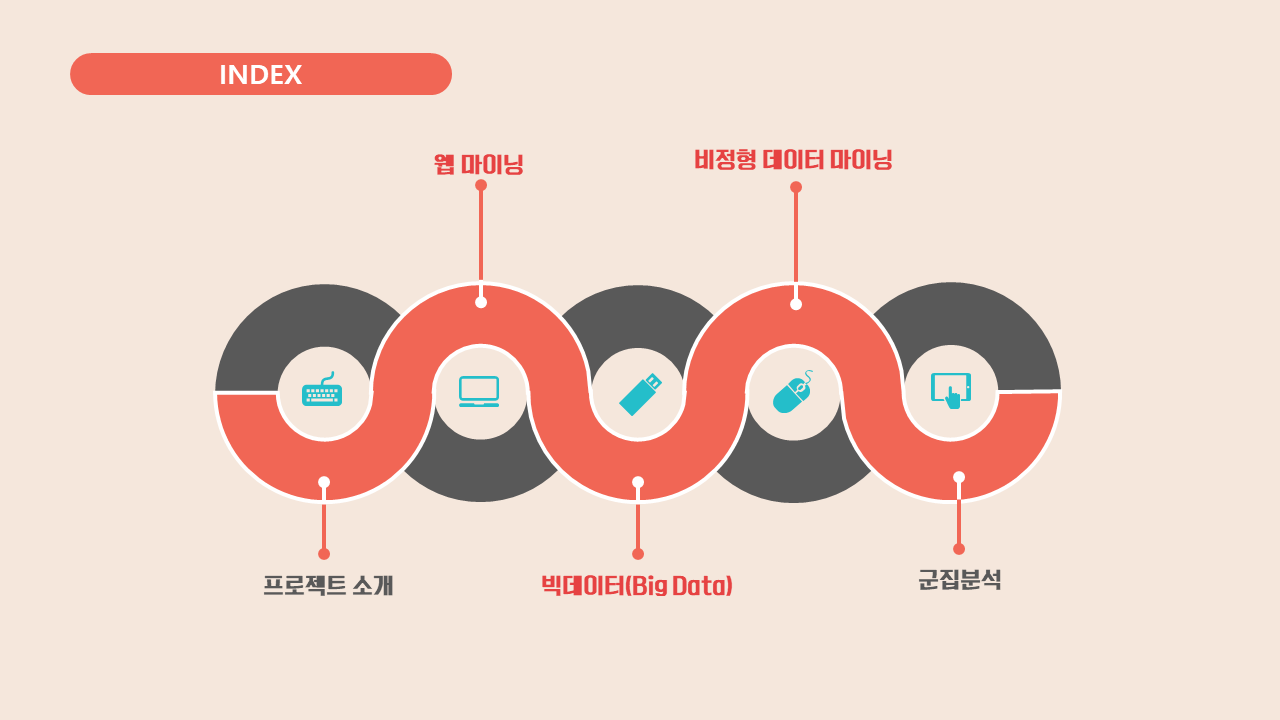 INDEX
웹 마이닝
비정형 데이터 마이닝
프로젝트 소개
빅데이터(Big Data)
군집분석